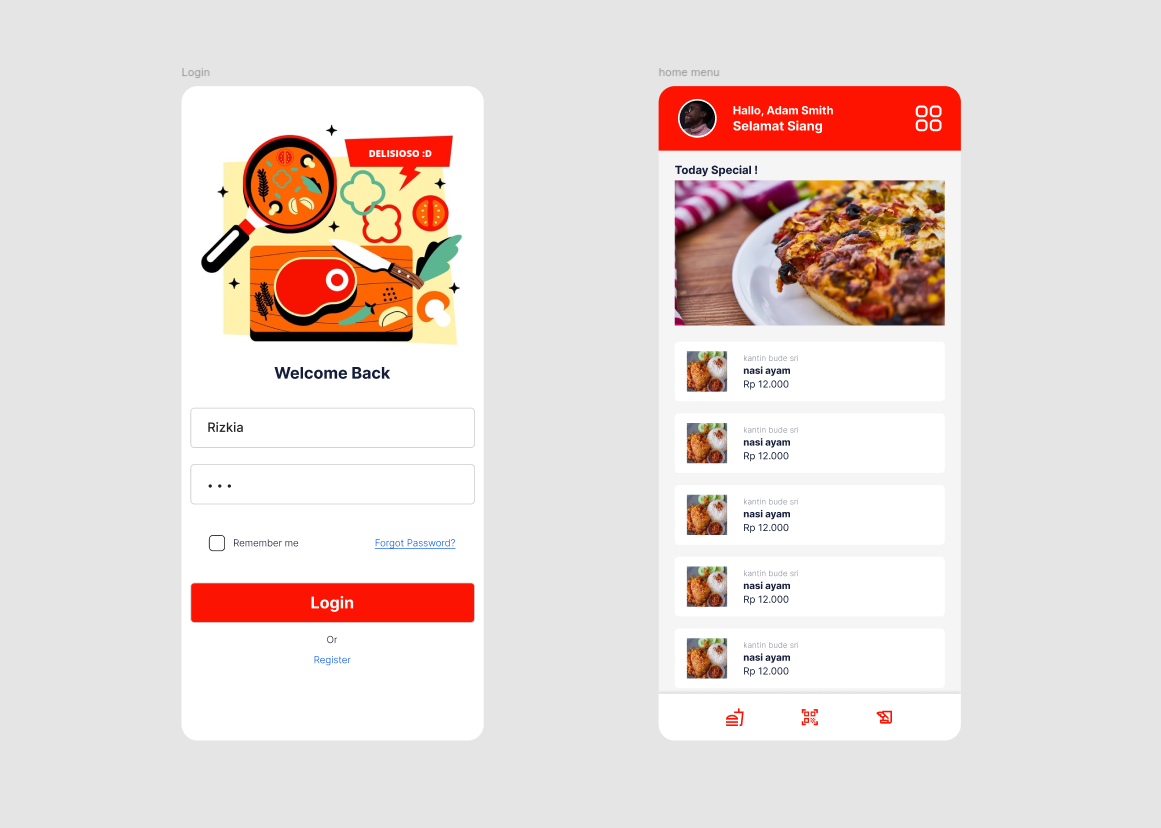 Login
DELISIOSO :D
Welcome Back
Rizkia
Remember me
Forgot Password?
Login
Or
Register
home menu
Hallo, Adam Smith
Selamat Siang
Today Special !
kantin bude sri
nasi ayam
Rp 12.000
kantin bude sri
nasi ayam
Rp 12.000
kantin bude sri
nasi ayam
Rp 12.000
kantin bude sri
nasi ayam
Rp 12.000
kantin bude sri
nasi ayam
Rp 12.000